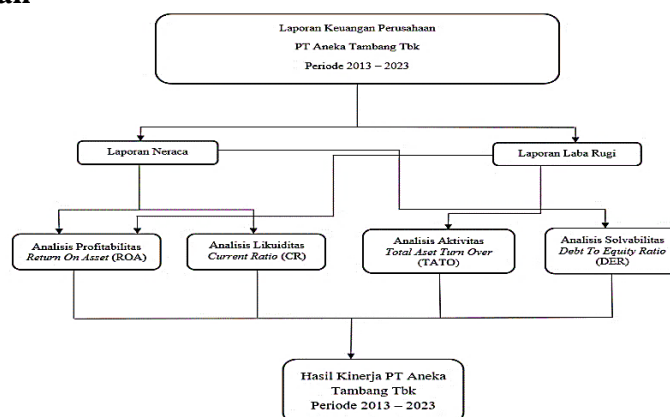 Laporan Keuangan Perusahaan
PT Aneka Tambang Tbk
Periode 2013 – 2023
Laporan Neraca
Laporan Laba Rugi
Analisis Profitabilitas
Return On Asset (ROA)
Analisis Likuiditas
Current Ratio (CR)
Analisis Aktivitas
Total Aset Turn Over
(TATO)
Analisis Solvabilitas
Debt To Equity Ratio
(DER)
Hasil Kinerja PT Aneka
Tambang Tbk
Periode 2013 – 2023